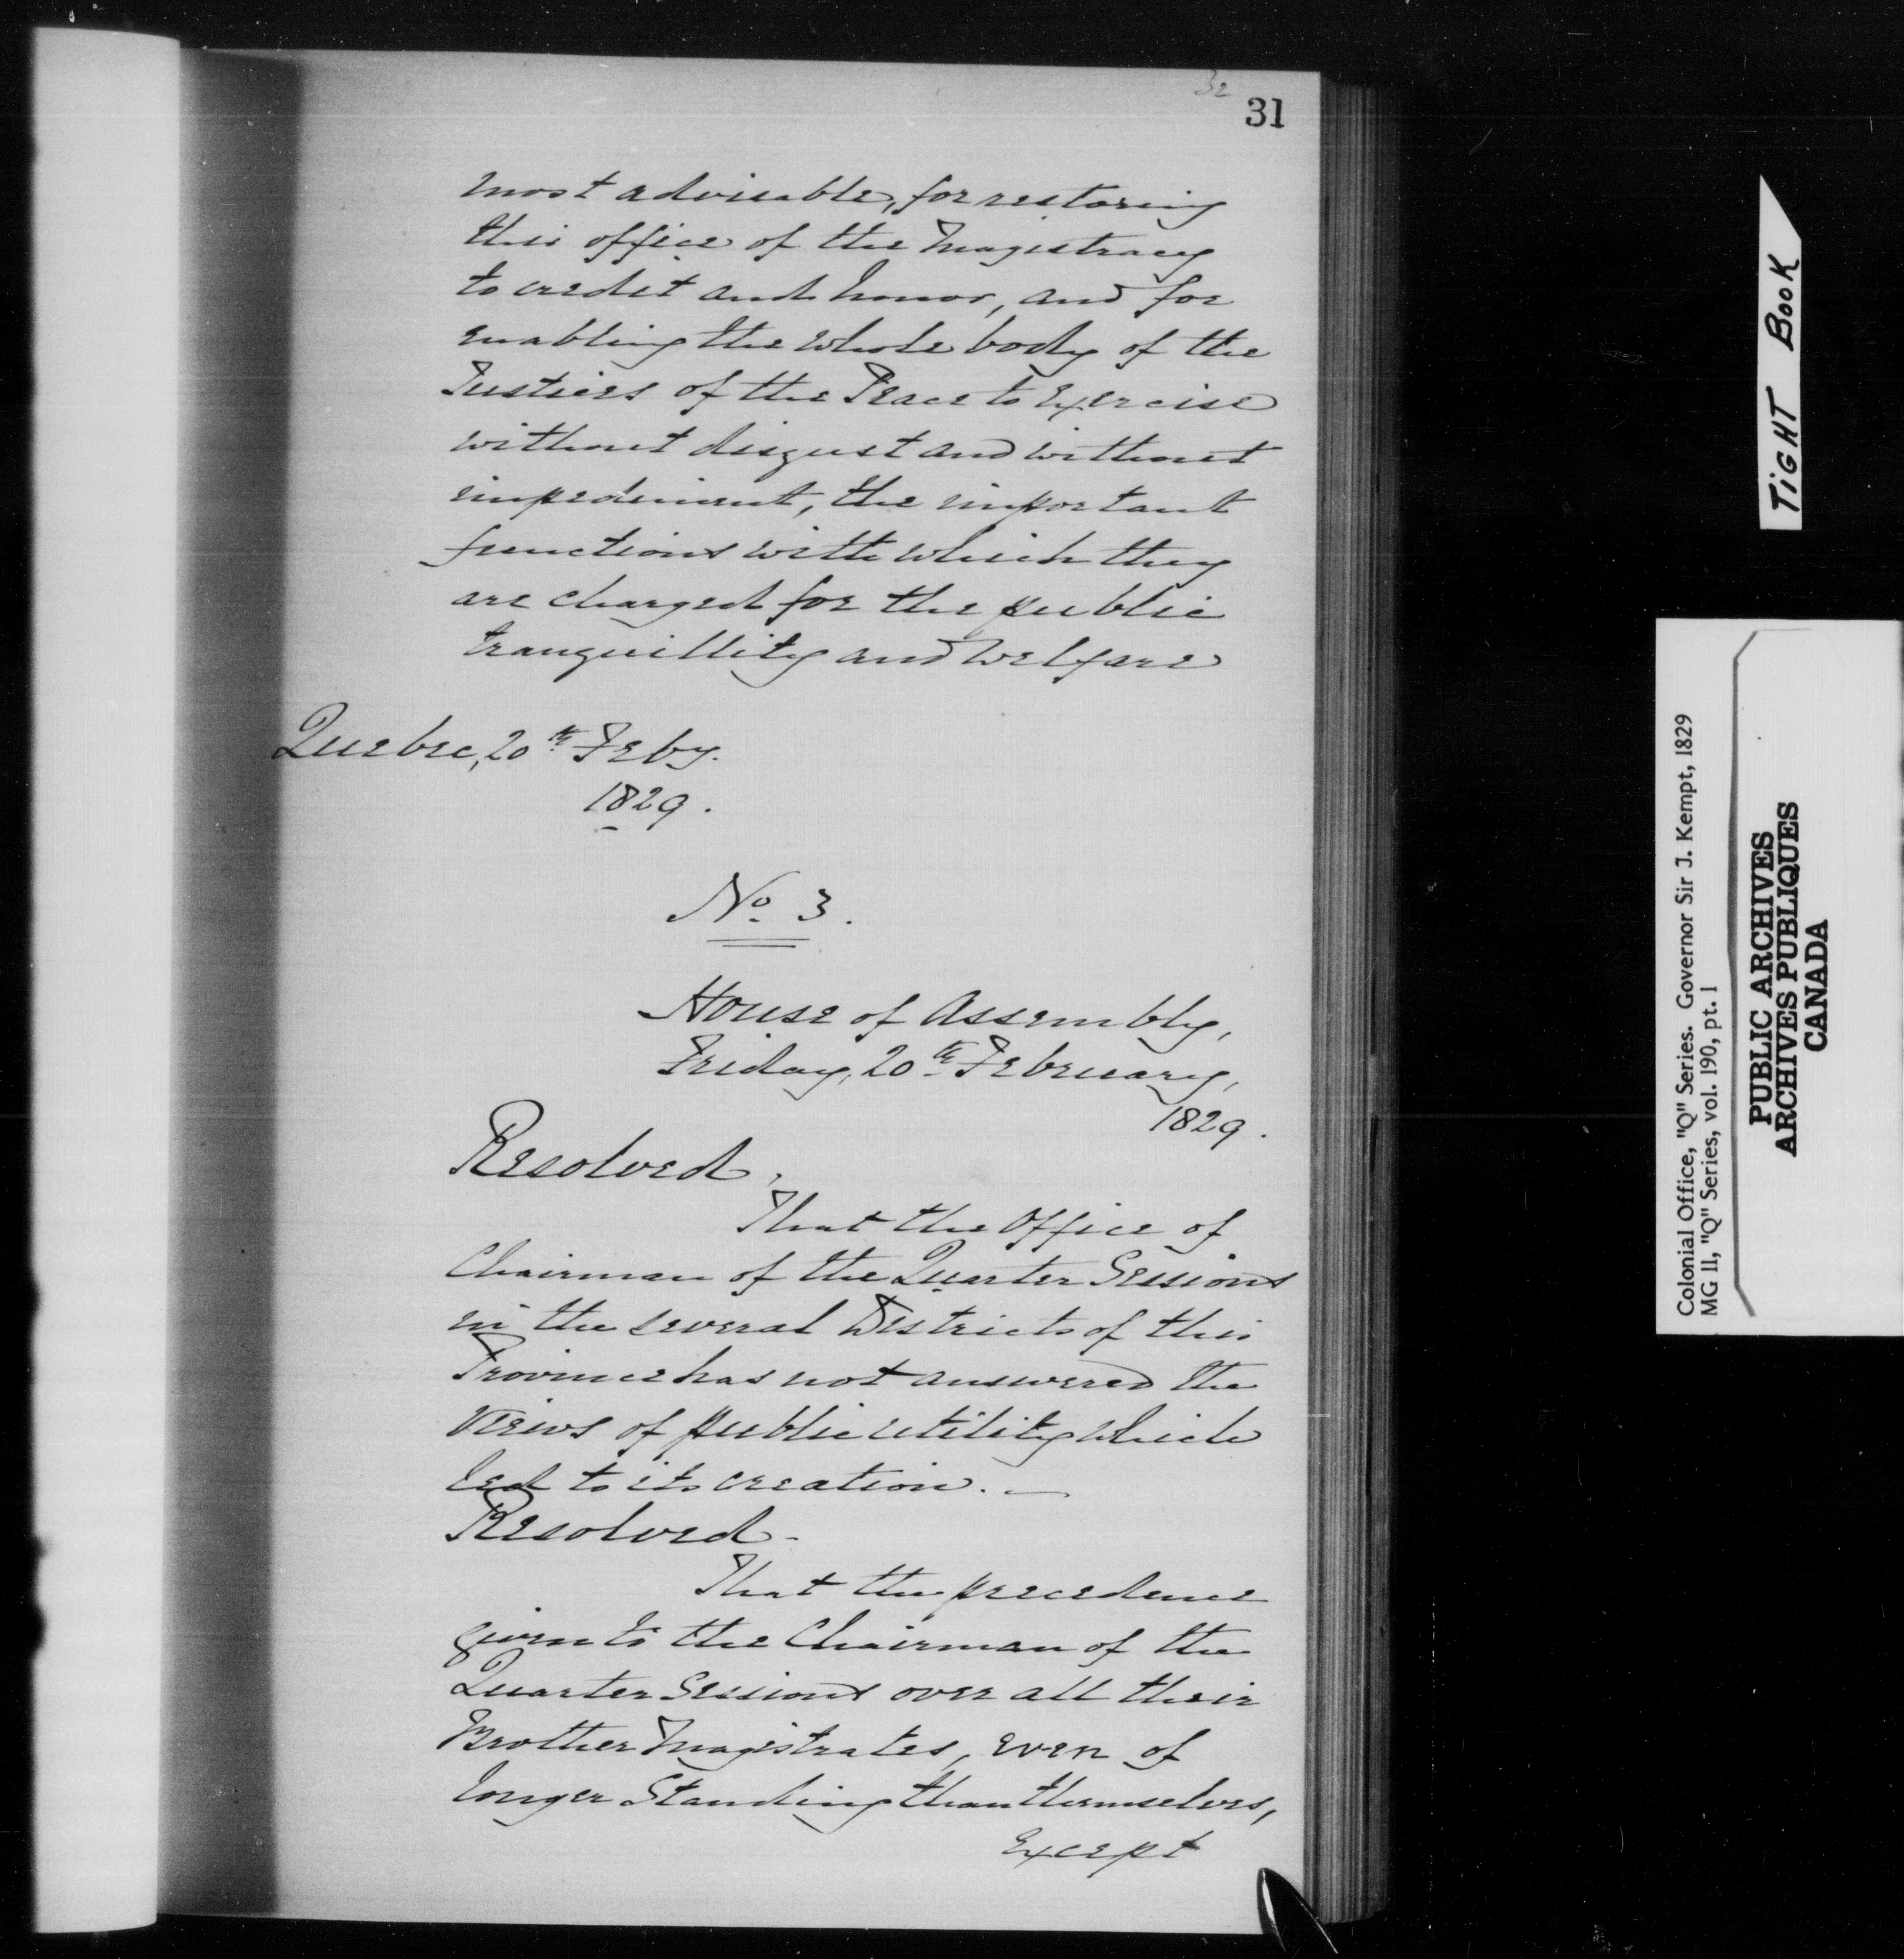 32
31
most advisable, for restoring
this office of the Magistracy
to credit and honor, and for
enabling the whole body of the
Justices of the Peace to Exercise
without disgust and without
impediment, the important
functions with which they
are charged for the public
tranquillity and Welfare
Quebec, 20th Feby.
1829.
No. 3.
House of Assembly,
Friday, 20th February,
1829.
Resolved,
That the Office of
Chairman of the Quarter Sessions
in the several Districts of this
Province has not answered the
views of public utility which
led to its creation. —
Resolved -
That the precedence
given to the Chairman of the
Quarter Sessions over all their
Brother Magistrates, even of
longer Standing than themselves,
Except
TIGHT BOOK
Colonial Office, "Q" Series. Governor Sir J. Kempt, 1829
MG 11, "Q" Series, vol. 190, pt. 1
PUBLIC ARCHIVES
ARCHIVES PUBLIQUES
CANADA